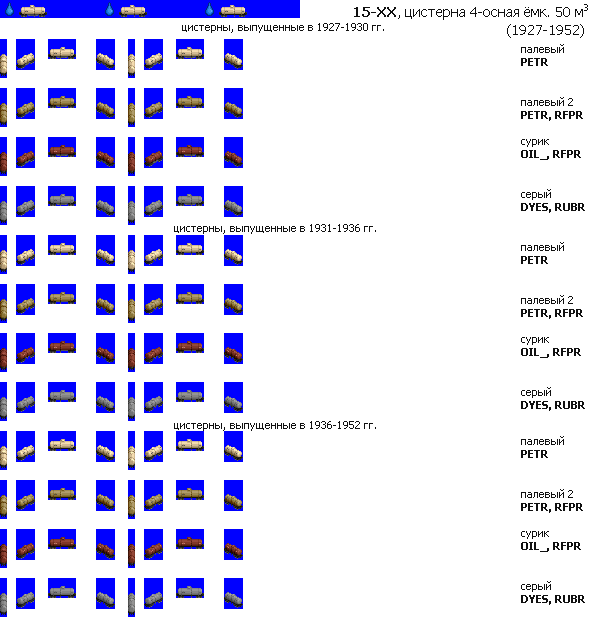 15-XX, цистерна 4-осная ёмк. 50 м³
(1927-1952)
цистерны, выпущенные в 1927-1930 гг.
палевый
PETR
палевый 2
PETR, RFPR
сурик
OIL_, RFPR
серый
DYES, RUBR
цистерны, выпущенные в 1931-1936 гг.
палевый
PETR
палевый 2
PETR, RFPR
сурик
OIL_, RFPR
серый
DYES, RUBR
цистерны, выпущенные в 1936-1952 гг.
палевый
PETR
палевый 2
PETR, RFPR
сурик
OIL_, RFPR
серый
DYES, RUBR